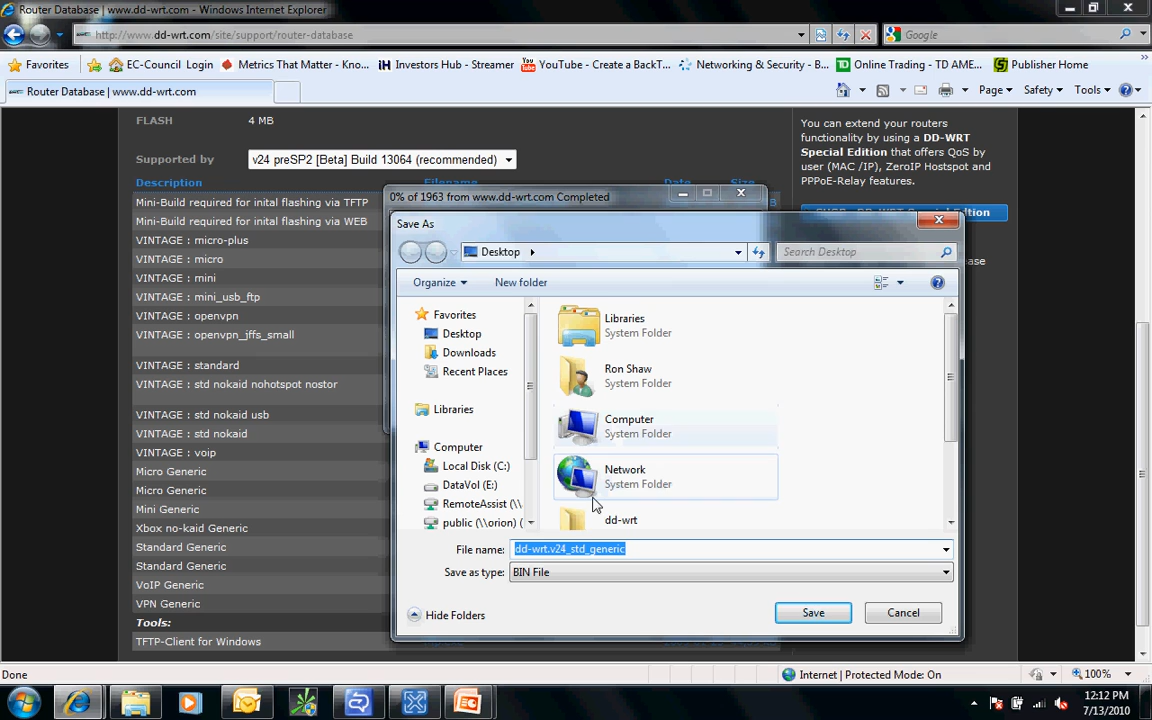 Router Database | www.dd-wrt.com - Windows Internet Explorer
http://www.dd-wrt.com/site/support/router-database
Google
Favorites
EC-Council Login
Metrics That Matter - Kno...
Investors Hub - Streamer
YouTube - Create a BackT...
Networking & Security - B...
Online Trading - TD AME...
Publisher Home
Router Database | www.dd-wrt.com
Page
Safety
Tools
FLASH 4 MB
Supported by v24 preSP2 [Beta] Build 13064 (recommended)
Description
Mini-Build required for inital flashing via TFTP
Mini-Build required for inital flashing via WEB
VINTAGE : micro-plus
VINTAGE : micro
VINTAGE : mini
VINTAGE : mini_usb_ftp
VINTAGE : openvpn
VINTAGE : openvpn_jffs_small
VINTAGE : standard
VINTAGE : std nokaid nohotspot nostor
VINTAGE : std nokaid usb
VINTAGE : std nokaid
VINTAGE : voip
Micro Generic
Micro Generic
Mini Generic
Xbox no-kaid Generic
Standard Generic
Standard Generic
VoIP Generic
VPN Generic
Tools:
TFTP-Client for Windows
You can extend your routers
functionality by using a DD-WRT
Special Edition that offers QoS by
user (MAC /IP), ZeroIP Hotspot and
PPPoE-Relay features.
0% of 1963 from www.dd-wrt.com Completed
Save As
Desktop
Search Desktop
Organize
New folder
Favorites
Desktop
Downloads
Recent Places
Libraries
Computer
Local Disk (C:)
DataVol (E:)
RemoteAssist (\\
public (\\orion) (
Libraries
System Folder
Ron Shaw
System Folder
Computer
System Folder
Network
System Folder
dd-wrt
File name: dd-wrt.v24_std_generic
Save as type: BIN File
Hide Folders
Save
Cancel
Done
Internet | Protected Mode: On
100%
12:12 PM
7/13/2010